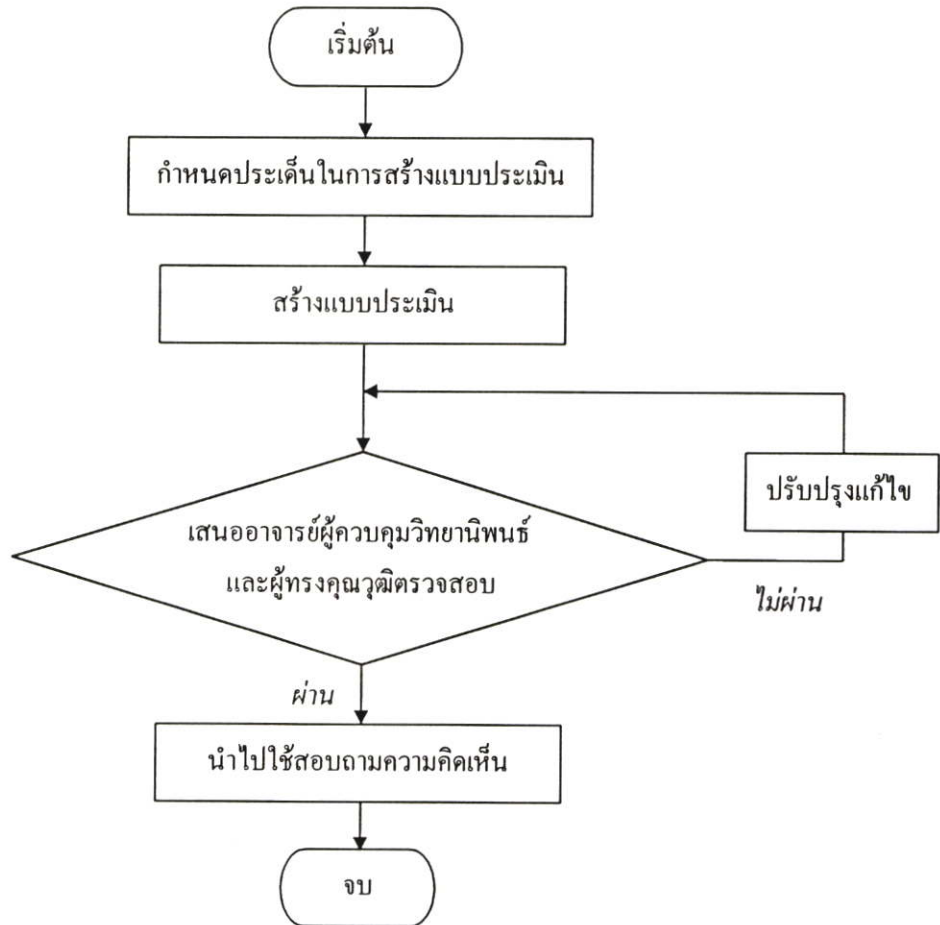 เริ่มต้น
กำหนดประเด็นในการสร้างแบบประเมิน
สร้างแบบประเมิน
ปรับปรุงแก้ไข
เสนออาจารย์ผู้ควบคุมวิทยานิพนธ์
และผู้ทรงคุณวุฒิตรวจสอบ
ไม่ผ่าน
ผ่าน
นำไปใช้สอบถามความคิดเห็น
จบ